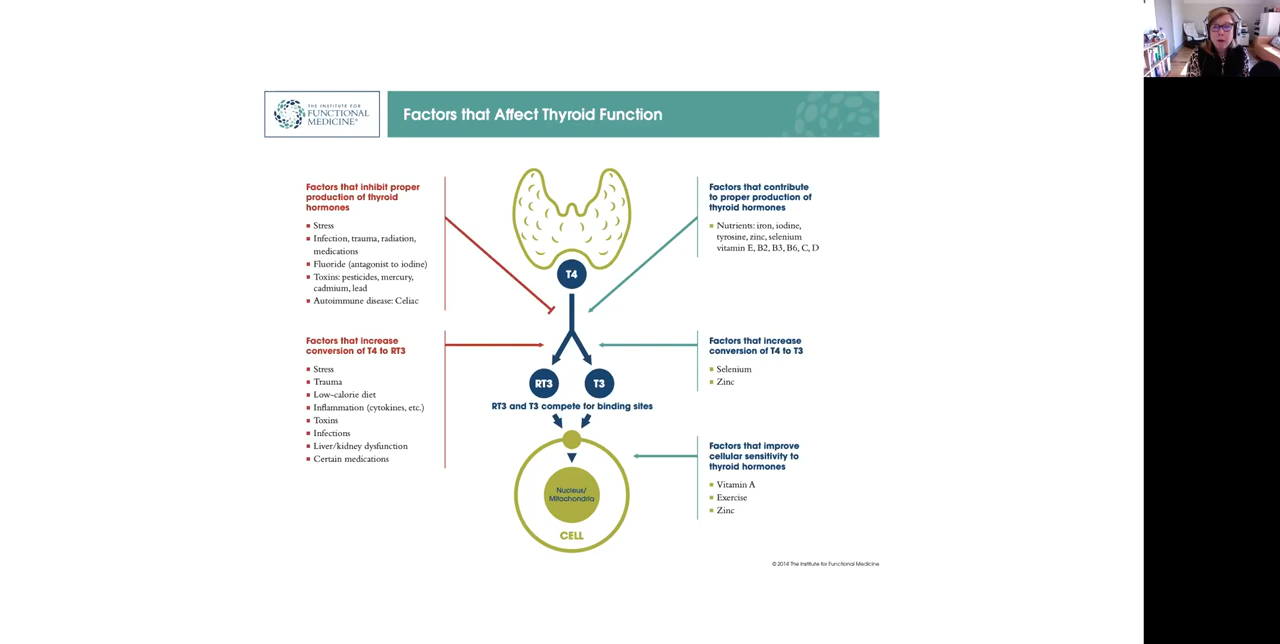 THE INSTITUTE FOR
FUNCTIONAL
MEDICINE®
Factors that Affect Thyroid Function
Factors that inhibit proper
production of thyroid
hormones
Stress
Infection, trauma, radiation,
medications
Fluoride (antagonist to iodine)
Toxins: pesticides, mercury,
cadmium, lead
Autoimmune disease: Celiac
Factors that contribute
to proper production of
thyroid hormones
Nutrients: iron, iodine,
tyrosine, zinc, selenium
vitamin E, B2, B3, B6, C, D
T4
Factors that increase
conversion of T4 to RT3
Stress
Trauma
Low-calorie diet
Inflammation (cytokines, etc.)
Toxins
Infections
Liver/kidney dysfunction
Certain medications
Factors that increase
conversion of T4 to T3
Selenium
Zinc
RT3
T3
RT3 and T3 compete for binding sites
Factors that improve
cellular sensitivity to
thyroid hormones
Vitamin A
Exercise
Zinc
Nucleus/
Mitochondria
CELL
© 2014 The Institute for Functional Medicine